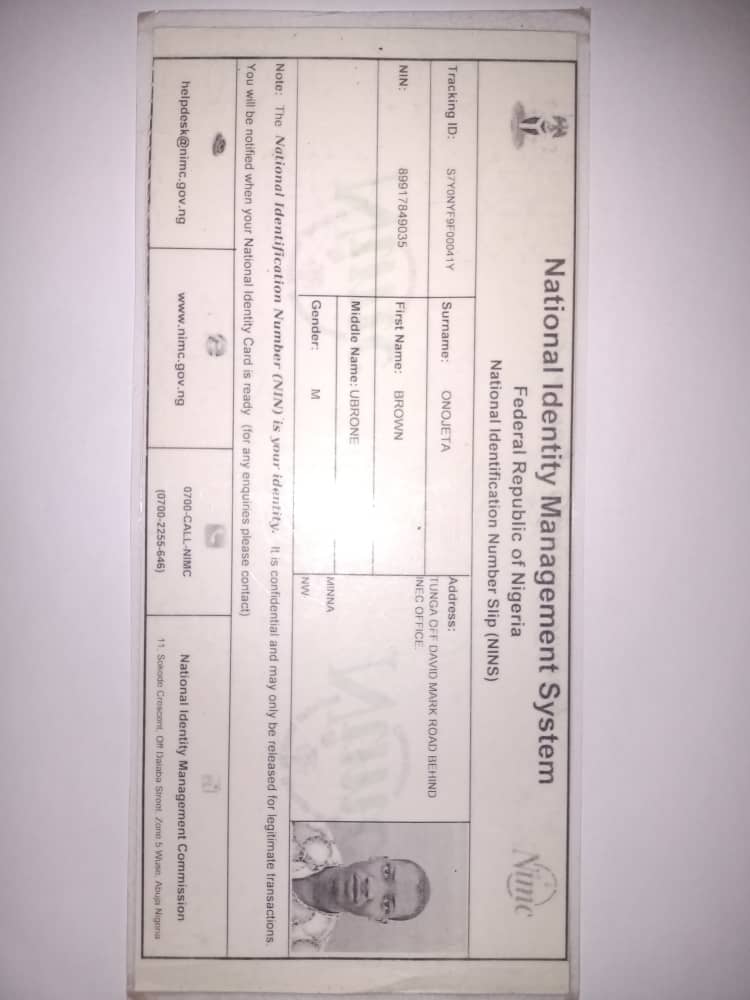 National Identity Management System
Federal Republic of Nigeria
National Identification Number Slip (NINS)
Nimc
Tracking ID: S7Y0NYF9F00041Y
Surname: ONOJETA
Address:
TUNGA OFF DAVID MARK ROAD BEHIND
INEC OFFICE
NIN: 89917849035
First Name: BROWN
Middle Name: UBRONE
MINNA
Gender: M
NW
Note: The National Identification Number (NIN) is your identity. It is confidential and may only be released for legitimate transactions.
You will be notified when your National Identity Card is ready (for any enquiries please contact)
helpdesk@nimc.gov.ng
www.nimc.gov.ng
0700-CALL-NIMC
(0700-2255-646)
National Identity Management Commission
11, Sokode Crescent, Off Dalaba Street, Zone 5 Wuse, Abuja Nigeria